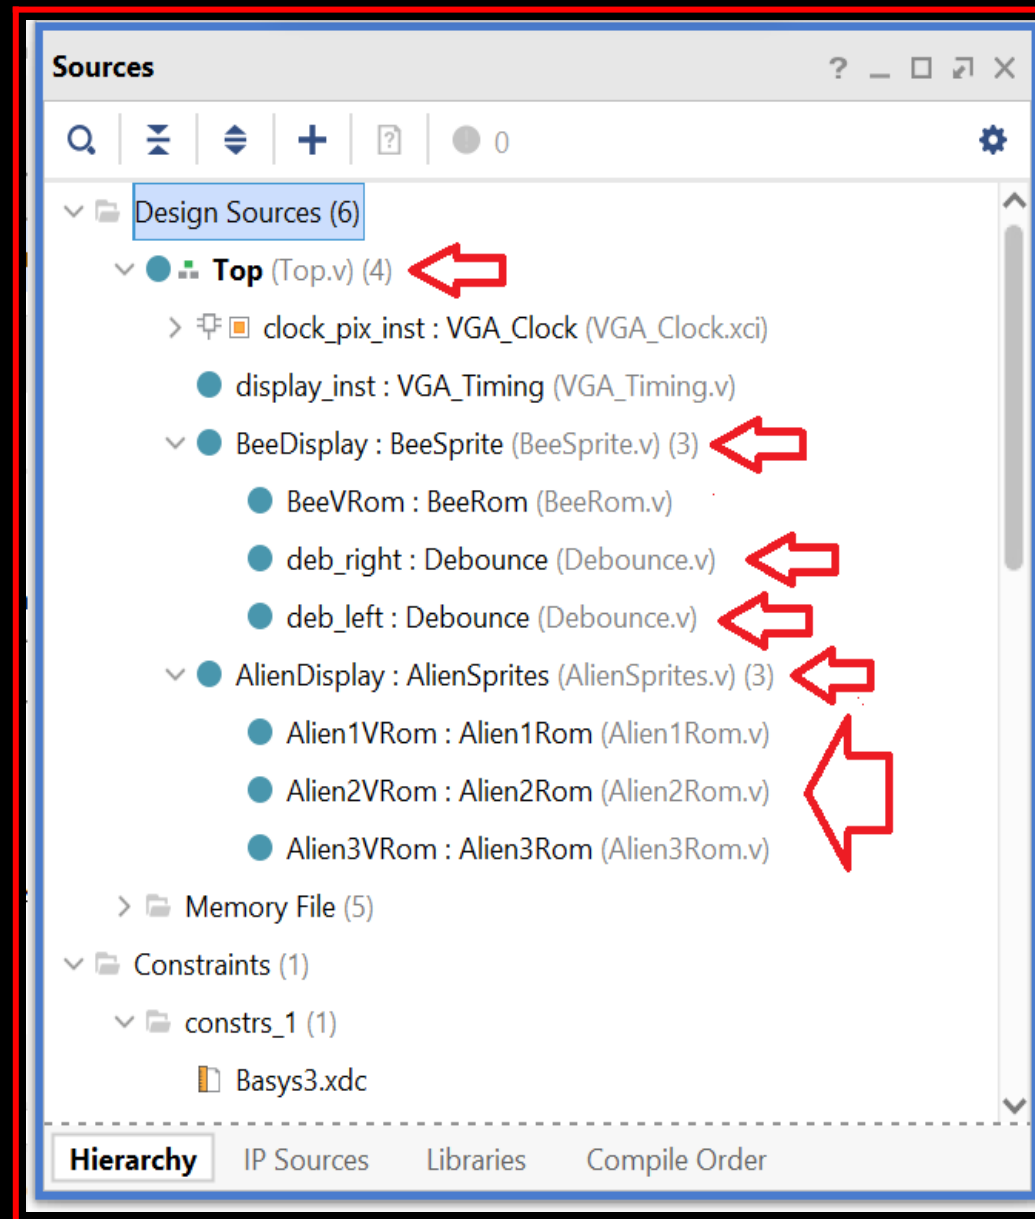 Sources
0
Design Sources (6)
Top (Top.v) (4)
clock_pix_inst : VGA_Clock (VGA_Clock.xci)
display_inst : VGA_Timing (VGA_Timing.v)
BeeDisplay : BeeSprite (BeeSprite.v) (3)
BeeVRom : BeeRom (BeeRom.v)
deb_right : Debounce (Debounce.v)
deb_left : Debounce (Debounce.v)
AlienDisplay : AlienSprites (AlienSprites.v) (3)
Alien1VRom : Alien1Rom (Alien1Rom.v)
Alien2VRom : Alien2Rom (Alien2Rom.v)
Alien3VRom : Alien3Rom (Alien3Rom.v)
Memory File (5)
Constraints (1)
constrs_1 (1)
Basys3.xdc
Hierarchy IP Sources Libraries Compile Order